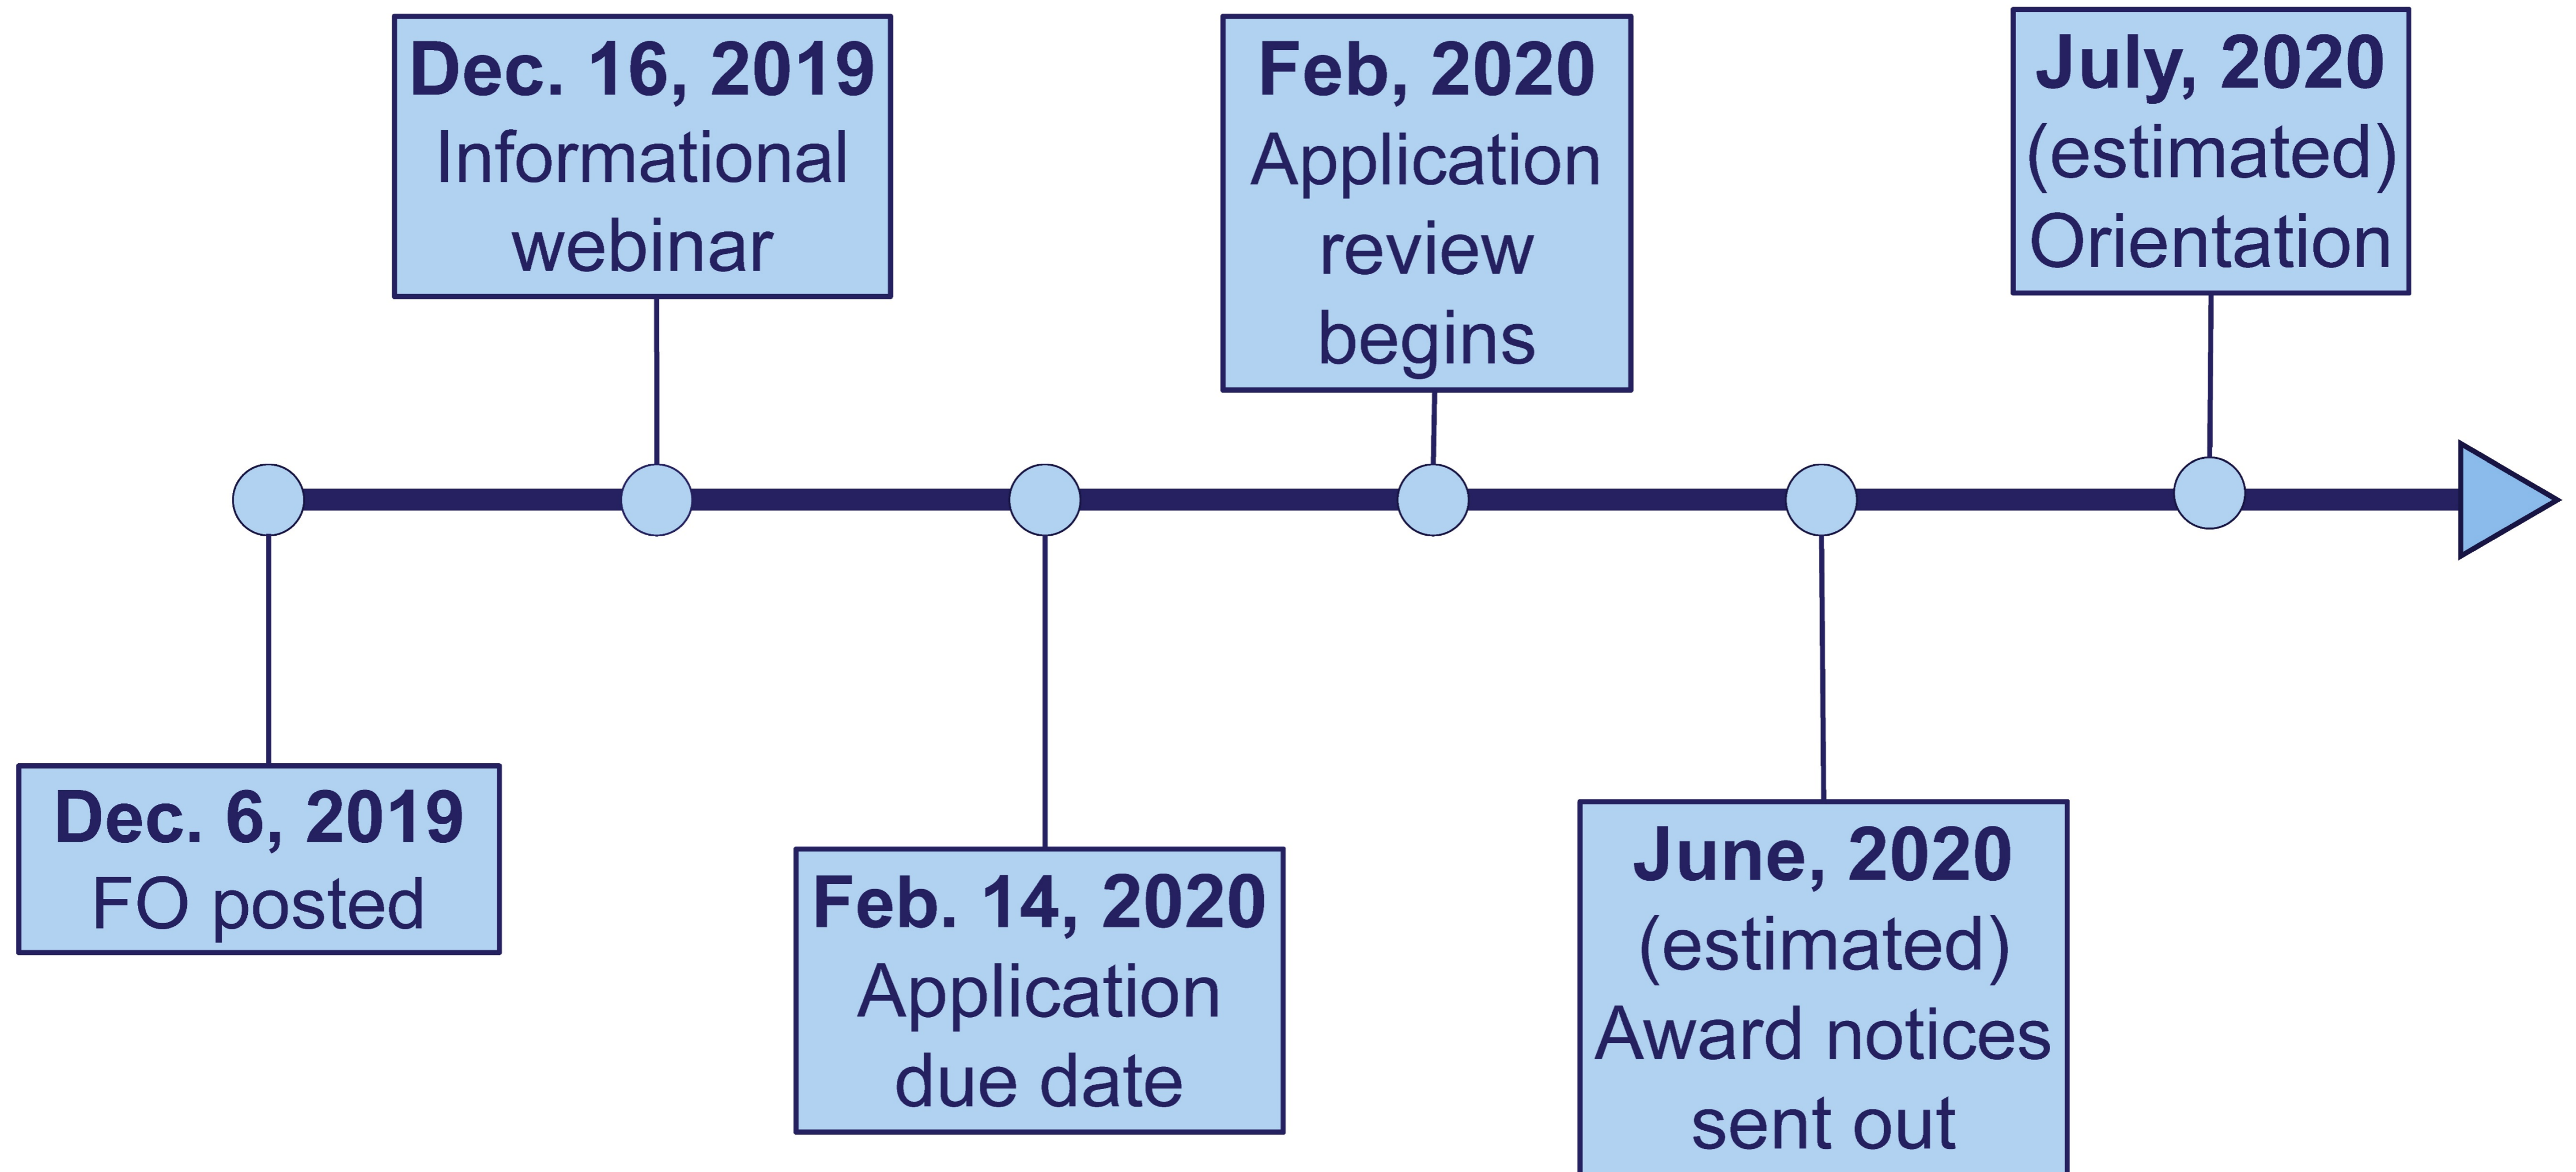 Dec. 16, 2019
Informational
webinar
Feb, 2020
Application
review
begins
July, 2020
(estimated)
Orientation
Dec. 6, 2019
FO posted
Feb. 14, 2020
Application
due date
June, 2020
(estimated)
Award notices
sent out